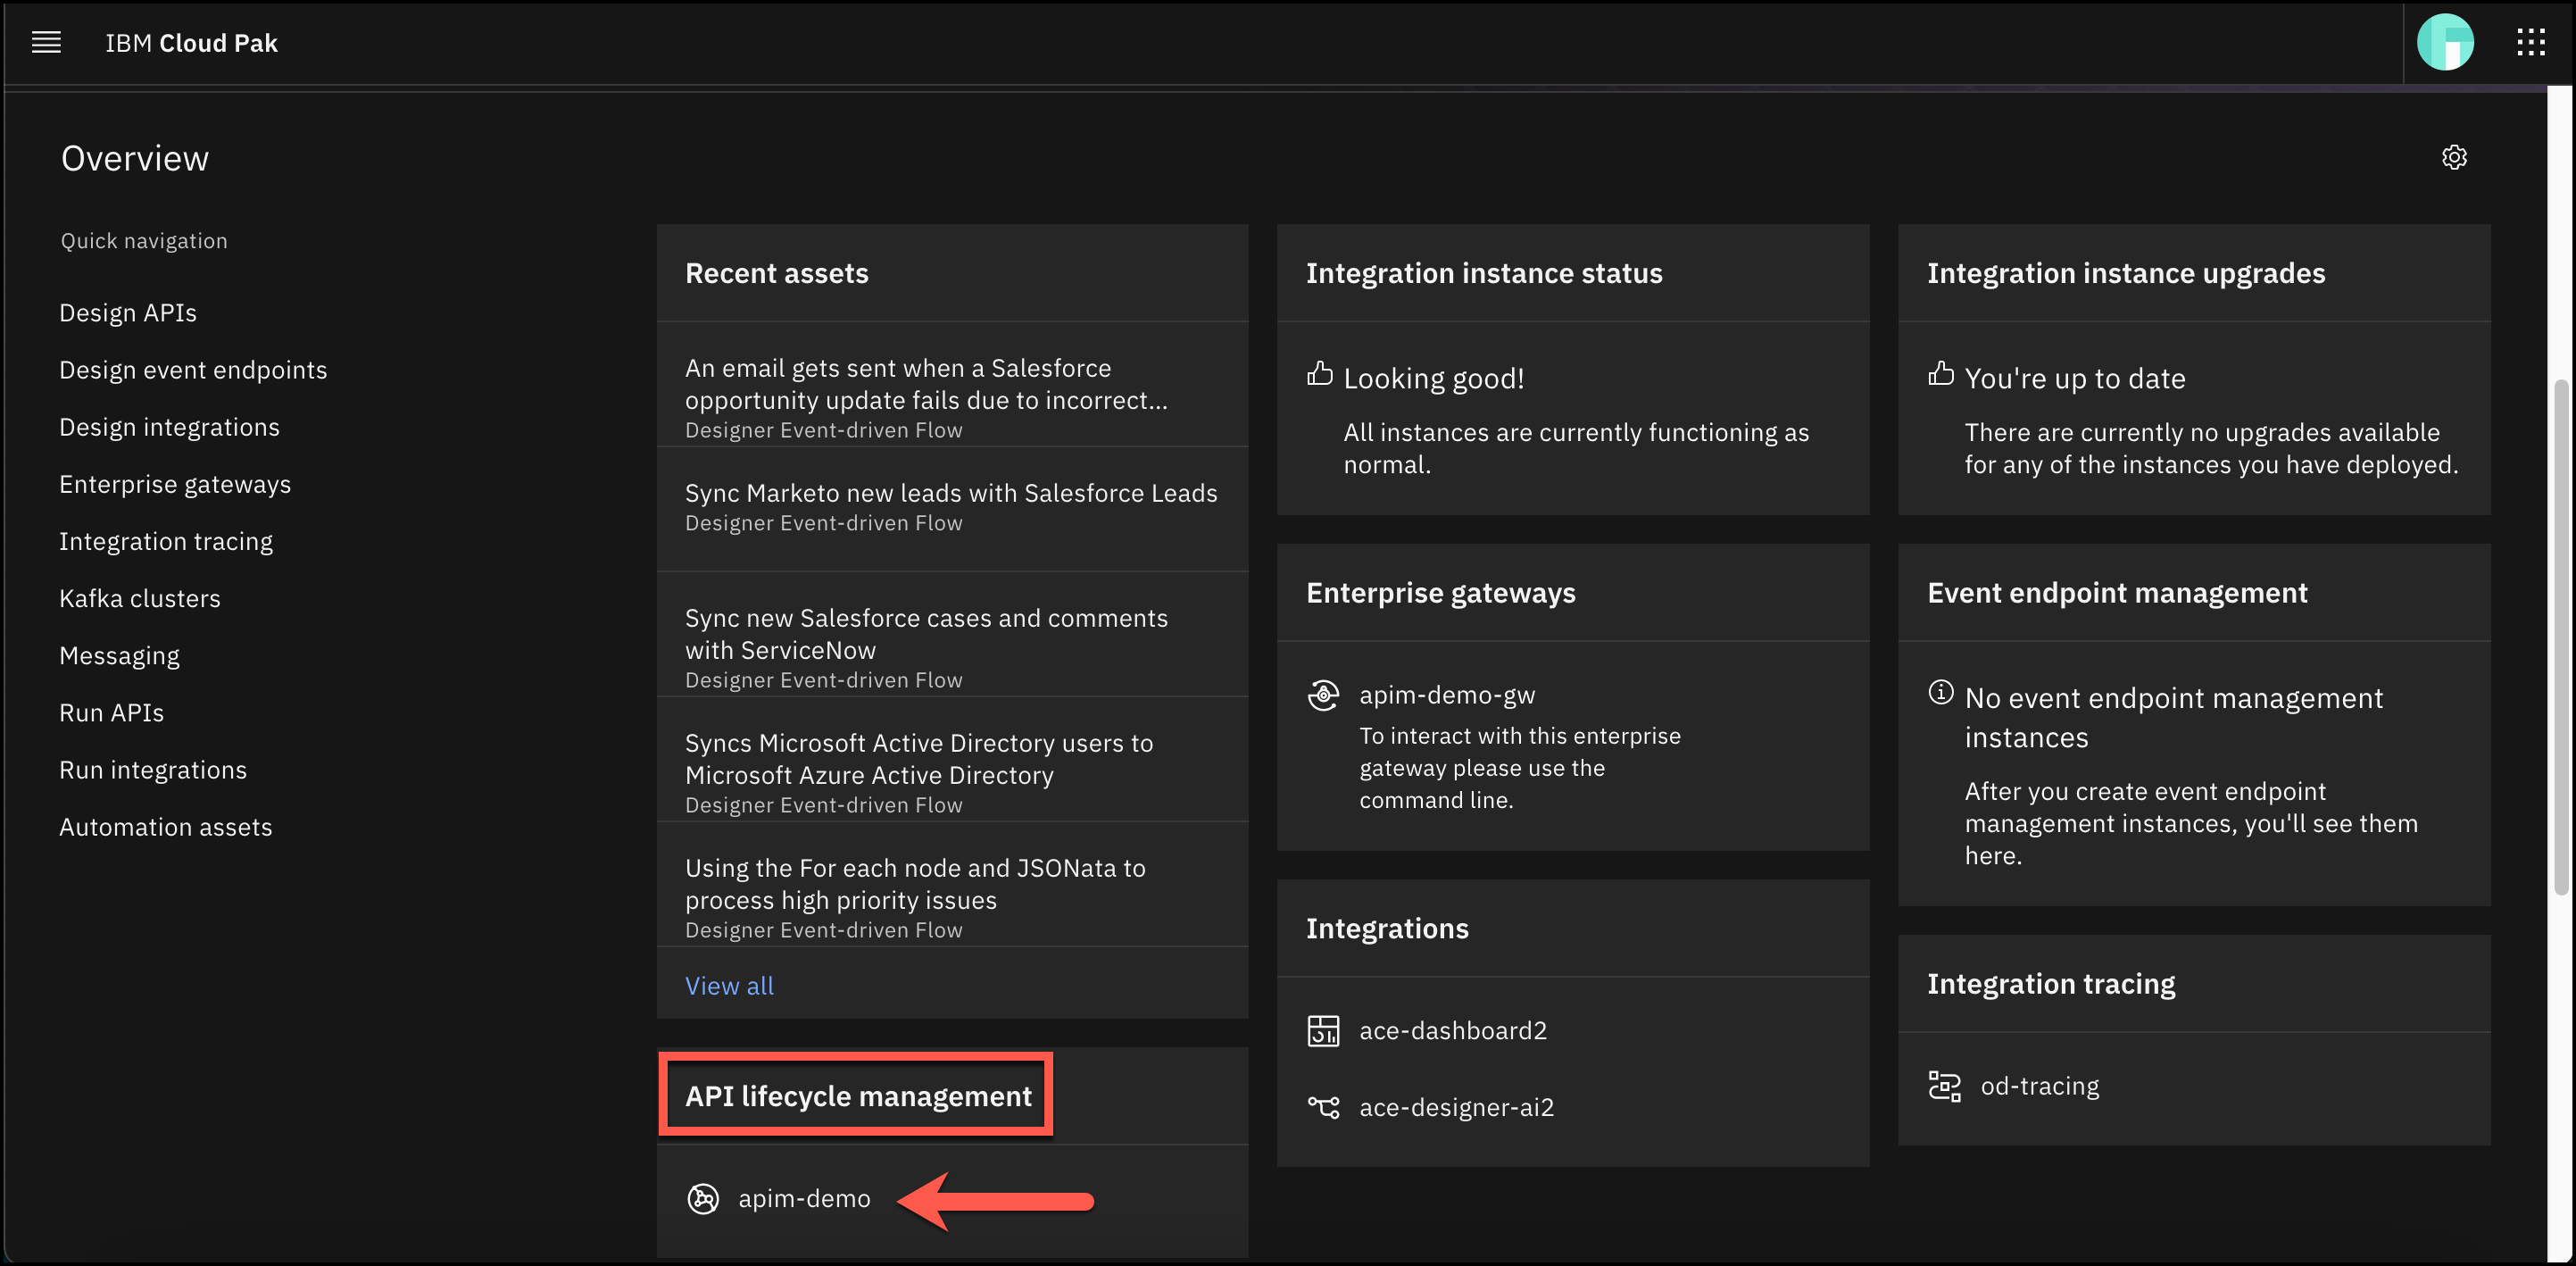 IBM Cloud Pak
Overview
Quick navigation
Design APIs
Design event endpoints
Design integrations
Enterprise gateways
Integration tracing
Kafka clusters
Messaging
Run APIs
Run integrations
Automation assets
Recent assets
An email gets sent when a Salesforce
opportunity update fails due to incorrect...
Designer Event-driven Flow
Sync Marketo new leads with Salesforce Leads
Designer Event-driven Flow
Sync new Salesforce cases and comments
with ServiceNow
Designer Event-driven Flow
Syncs Microsoft Active Directory users to
Microsoft Azure Active Directory
Designer Event-driven Flow
Using the For each node and JSONata to
process high priority issues
Designer Event-driven Flow
View all
API lifecycle management
apim-demo
Integration instance status
Looking good!
All instances are currently functioning as
normal.
Enterprise gateways
apim-demo-gw
To interact with this enterprise
gateway please use the
command line.
Integrations
ace-dashboard2
ace-designer-ai2
Integration instance upgrades
You're up to date
There are currently no upgrades available
for any of the instances you have deployed.
Event endpoint management
No event endpoint management
instances
After you create event endpoint
management instances, you'll see them
here.
Integration tracing
od-tracing